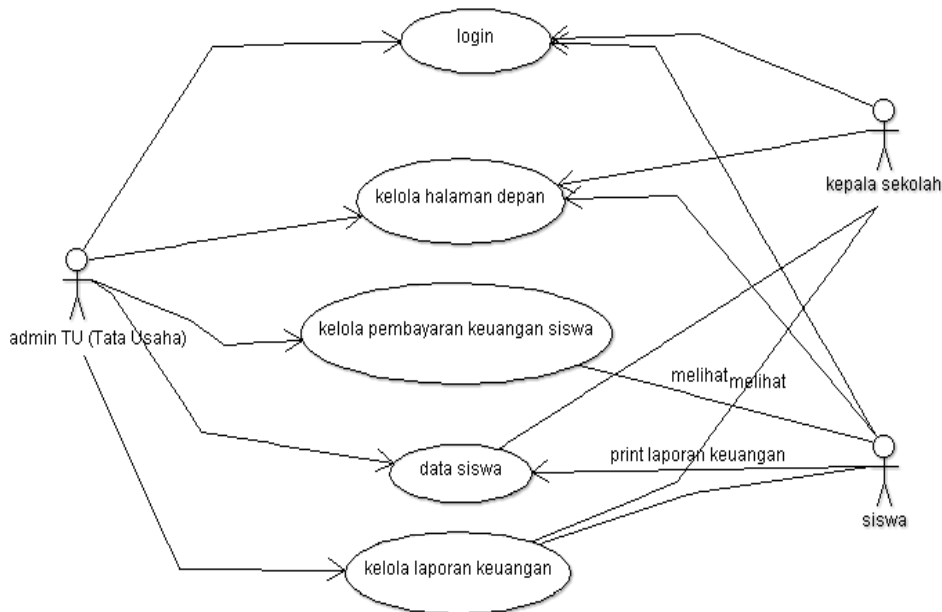 login
kepala sekolah
kelola halaman depan
admin TU (Tata Usaha)
kelola pembayaran keuangan siswa
melihat
melihat
data siswa
print laporan keuangan
siswa
kelola laporan keuangan